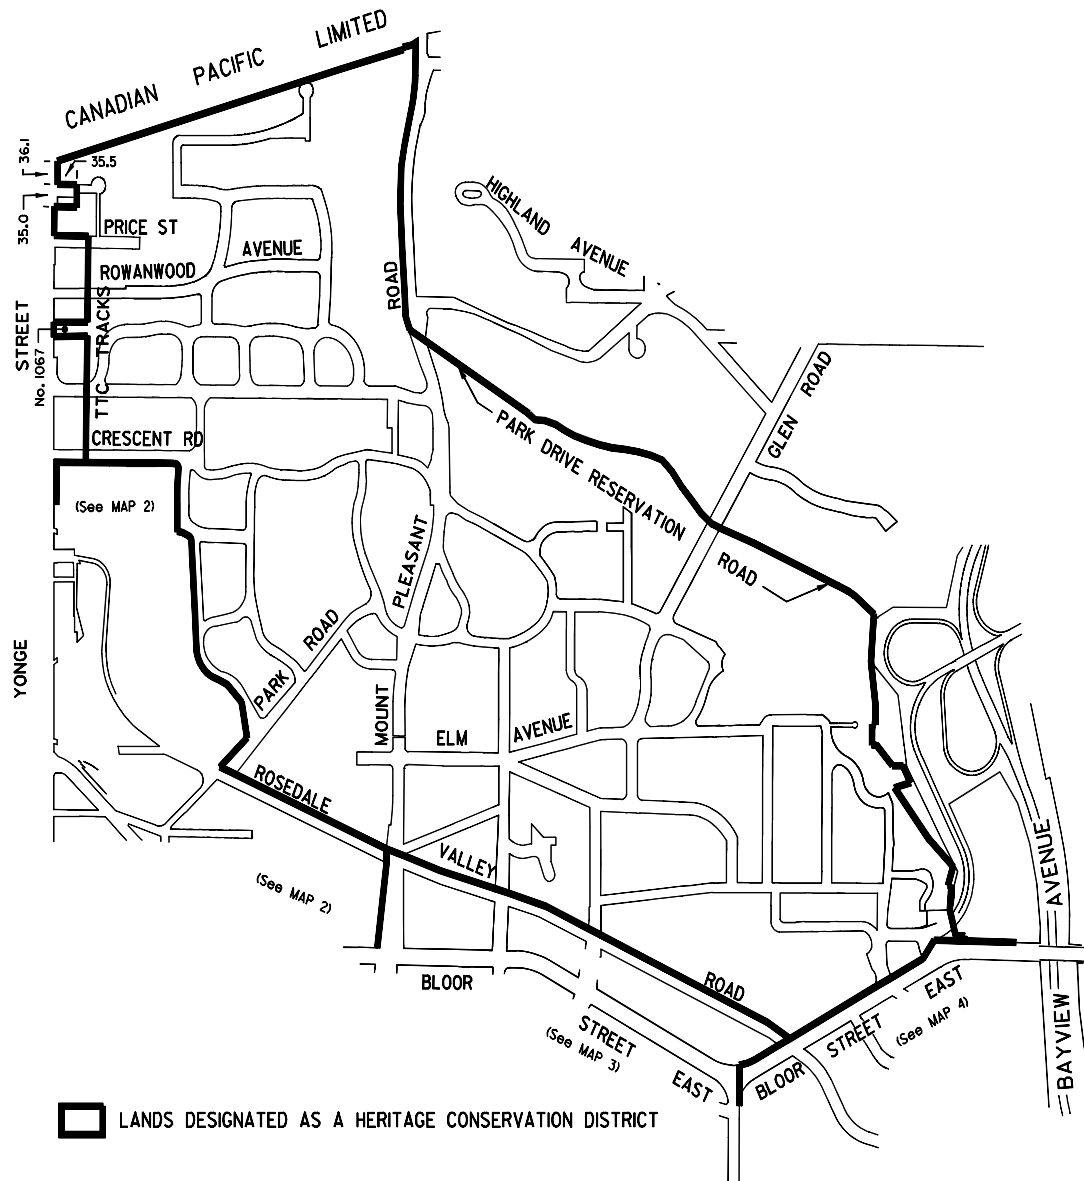 CANADIAN PACIFIC LIMITED
36.1
35.5
35.0
PRICE ST
HIGHLAND AVENUE
ROWANWOOD AVENUE
ROAD
STREET
TTC TRACKS
No. 1067
GLEN ROAD
CRESCENT RD
PARK DRIVE RESERVATION ROAD
(See MAP 2)
MOUNT PLEASANT
PARK ROAD
YONGE
ELM AVENUE
ROSEDALE VALLEY ROAD
(See MAP 2)
BAYVIEW AVENUE
BLOOR STREET EAST
(See MAP 3)
BLOOR STREET EAST
(See MAP 4)
LANDS DESIGNATED AS A HERITAGE CONSERVATION DISTRICT